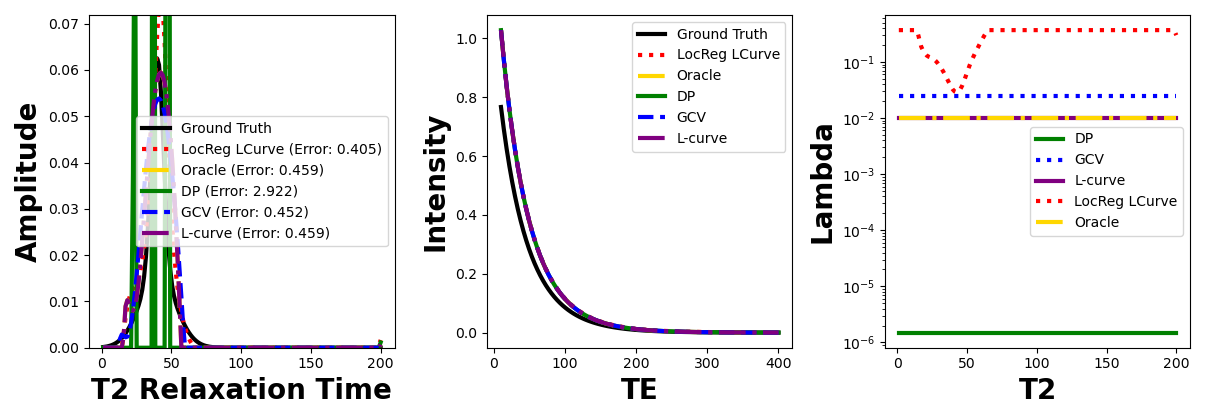 0.07
0.06
0.05
0.04
0.03
0.02
0.01
0.00
0
50
100
150
200
Amplitude
T2 Relaxation Time
Ground Truth
LocReg LCurve (Error: 0.405)
Oracle (Error: 0.459)
DP (Error: 2.922)
GCV (Error: 0.452)
L-curve (Error: 0.459)
1.0
0.8
0.6
0.4
0.2
0.0
0
100
200
300
400
Intensity
TE
Ground Truth
LocReg LCurve
Oracle
DP
GCV
L-curve
10⁻¹
10⁻²
10⁻³
10⁻⁴
10⁻⁵
10⁻⁶
0
50
100
150
200
Lambda
T2
DP
GCV
L-curve
LocReg LCurve
Oracle